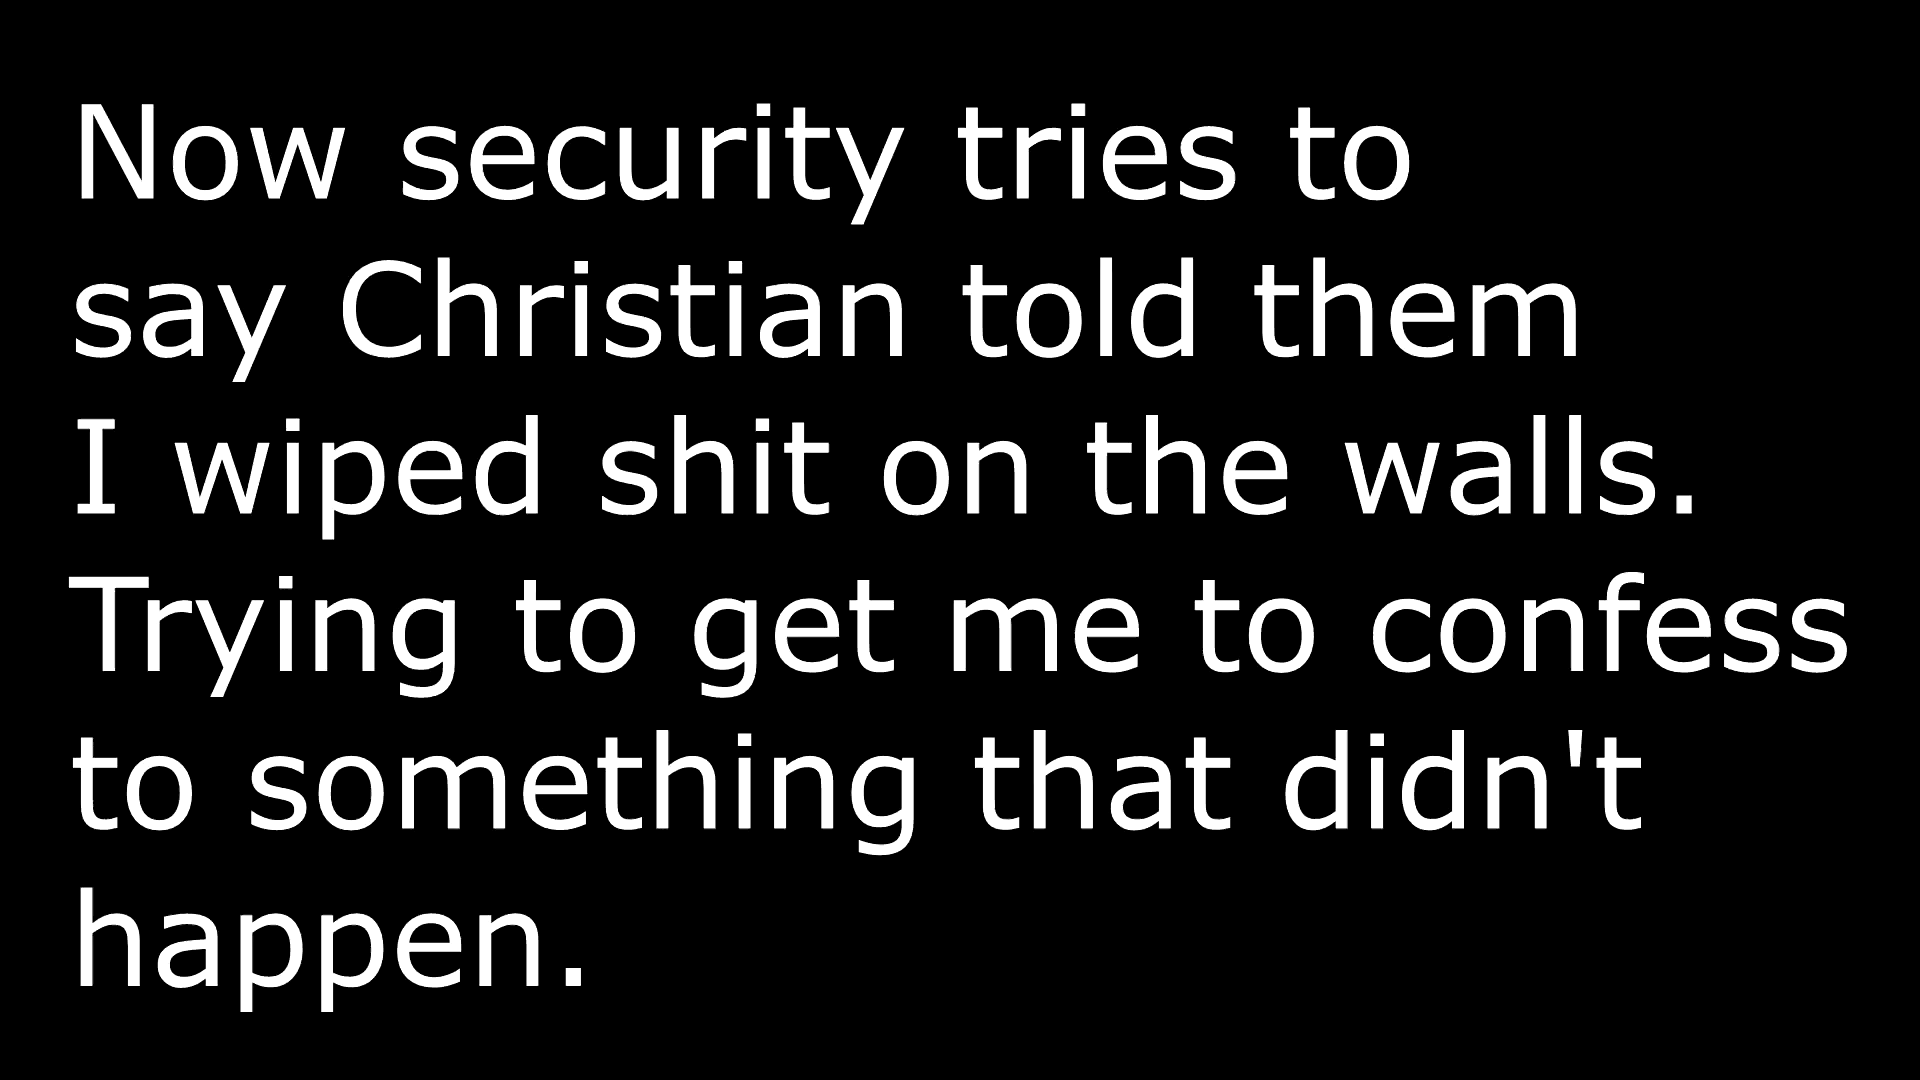 Now security tries to
say Christian told them
I wiped shit on the walls.
Trying to get me to confess
to something that didn't
happen.